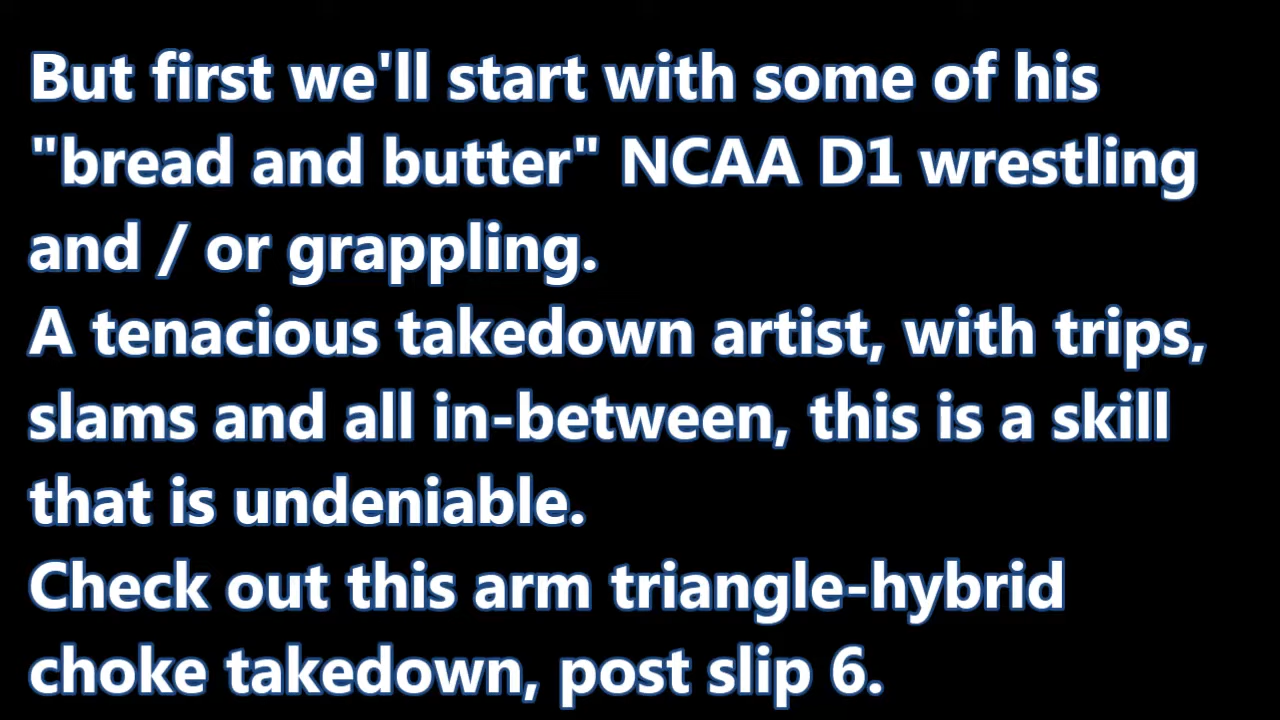 But first we'll start with some of his
"bread and butter" NCAA D1 wrestling
and / or grappling.
A tenacious takedown artist, with trips,
slams and all in-between, this is a skill
that is undeniable.
Check out this arm triangle-hybrid
choke takedown, post slip 6.